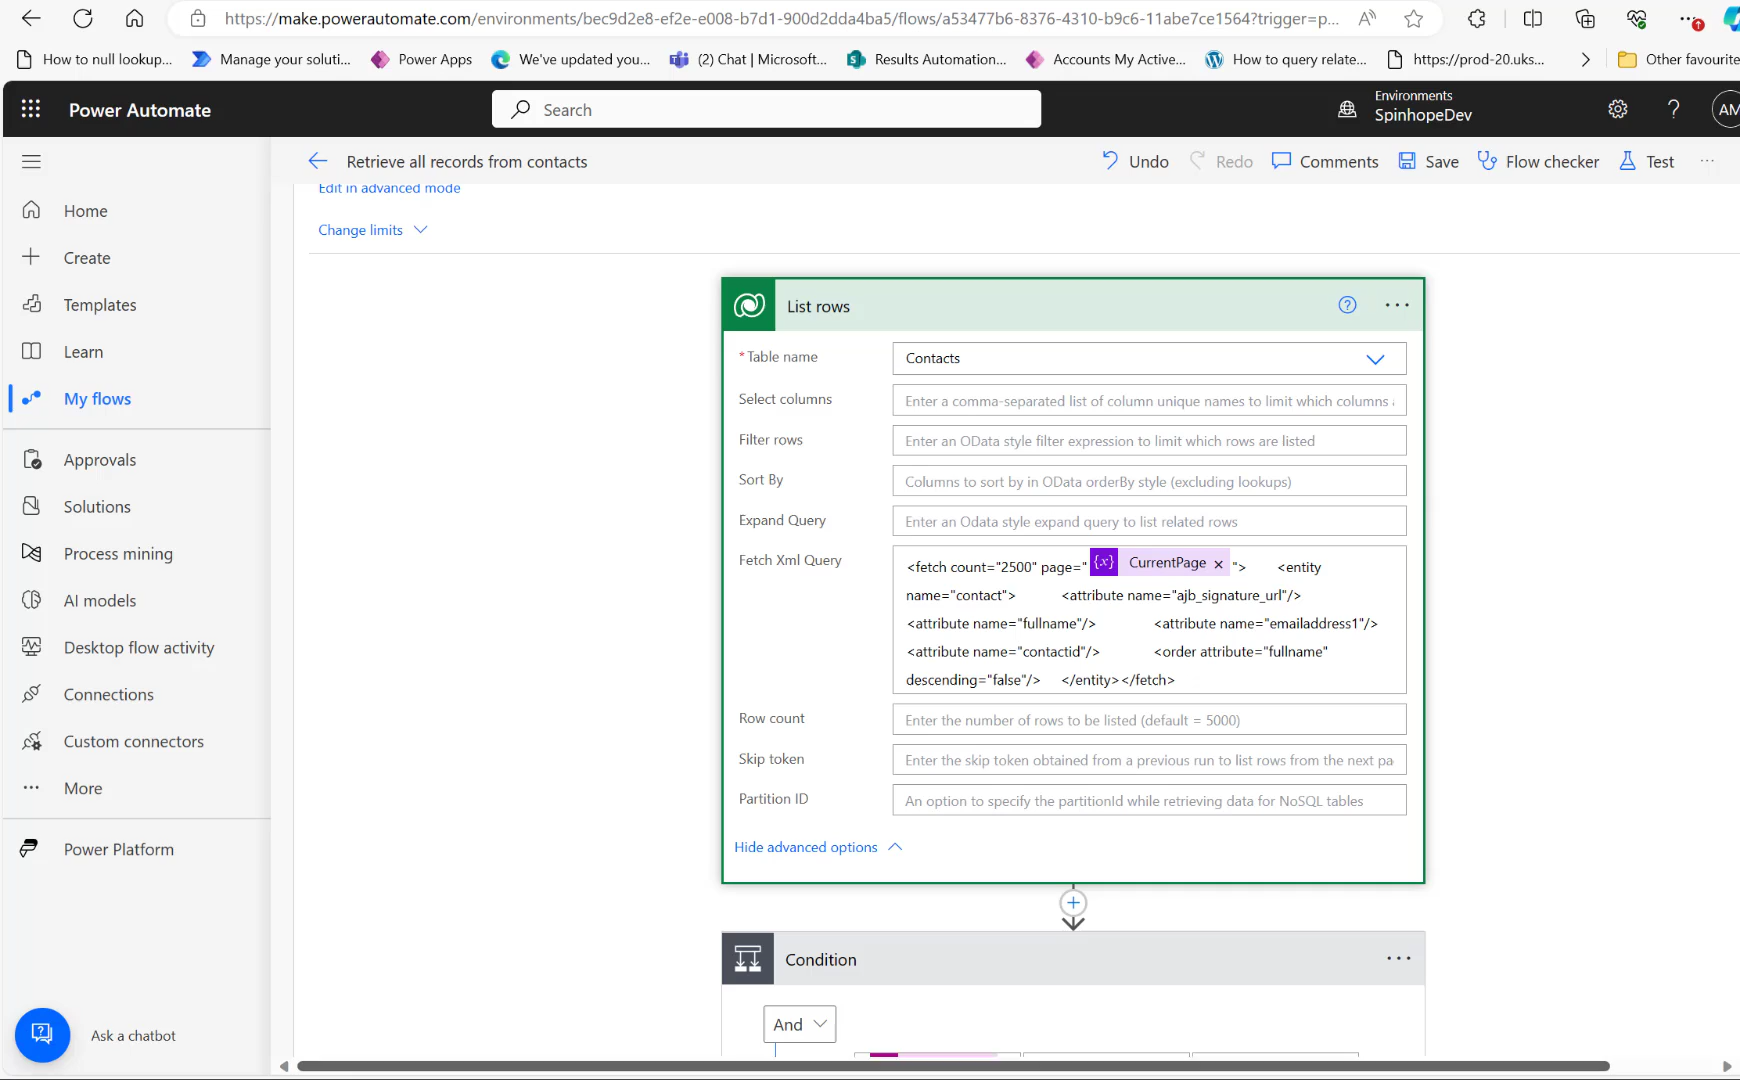 https://make.powerautomate.com/environments/bec9d2e8-ef2e-e008-b7d1-900d2dda4ba5/flows/a53477b6-8376-4310-b9c6-11abe7ce1564?trigger=p...
How to null lookup... Manage your soluti... Power Apps We've updated you... (2) Chat | Microsoft... Results Automation... Accounts My Active... How to query relate... https://prod-20.uks... Other favourite
Power Automate
Search
Environments
SpinhopeDev
AM
Retrieve all records from contacts
Undo Redo Comments Save Flow checker Test
Edit in advanced mode
Change limits
Home
Create
Templates
Learn
My flows
Approvals
Solutions
Process mining
AI models
Desktop flow activity
Connections
Custom connectors
More
Power Platform
Ask a chatbot
List rows
* Table name Contacts
Select columns Enter a comma-separated list of column unique names to limit which columns a
Filter rows Enter an OData style filter expression to limit which rows are listed
Sort By Columns to sort by in OData orderBy style (excluding lookups)
Expand Query Enter an Odata style expand query to list related rows
Fetch Xml Query <fetch count="2500" page=" {x} CurrentPage × "> <entity
name="contact"> <attribute name="ajb_signature_url"/>
<attribute name="fullname"/> <attribute name="emailaddress1"/>
<attribute name="contactid"/> <order attribute="fullname"
descending="false"/> </entity></fetch>
Row count Enter the number of rows to be listed (default = 5000)
Skip token Enter the skip token obtained from a previous run to list rows from the next pa
Partition ID An option to specify the partitionId while retrieving data for NoSQL tables
Hide advanced options
Condition
And